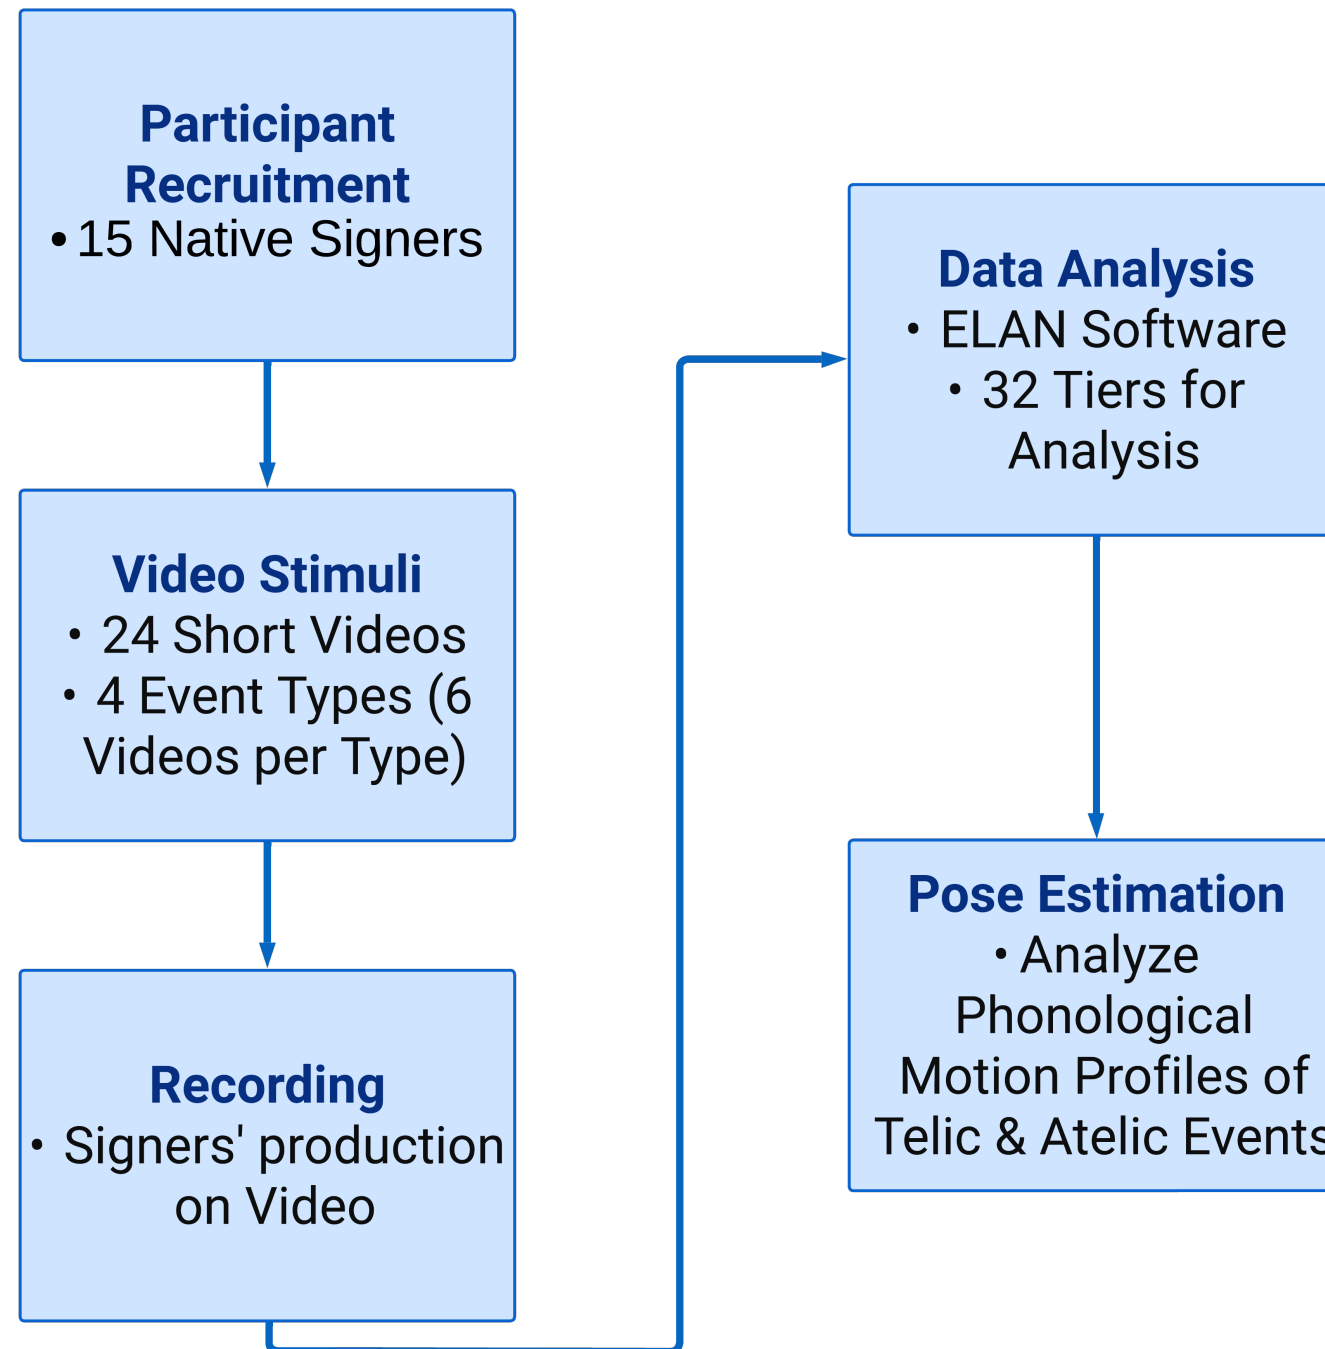 Participant
Recruitment
• 15 Native Signers
Video Stimuli
• 24 Short Videos
• 4 Event Types (6
Videos per Type)
Recording
• Signers' production
on Video
Data Analysis
• ELAN Software
• 32 Tiers for
Analysis
Pose Estimation
• Analyze
Phonological
Motion Profiles of
Telic & Atelic Events